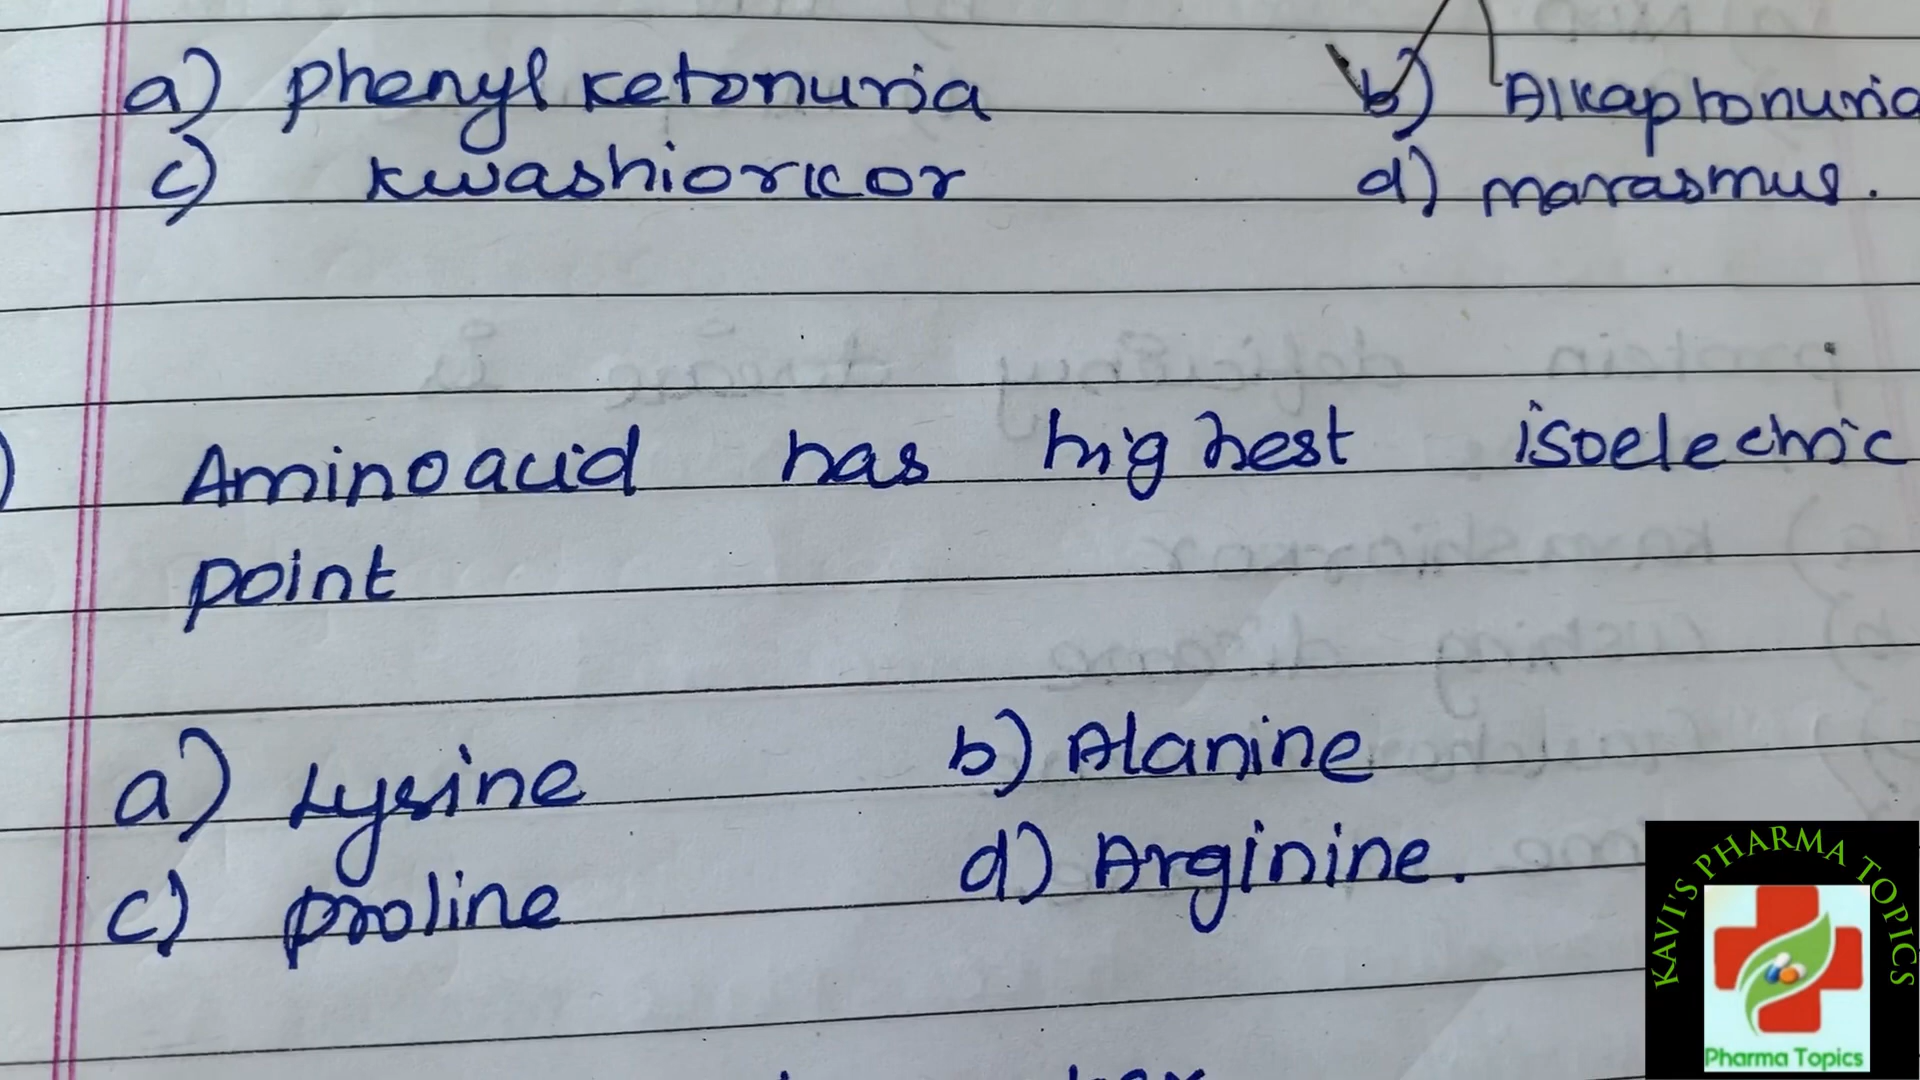 a) phenyl ketonuria b) Alkaptonuria
c) kwashiorkor d) marasmus.
) Aminoacid has highest isoelectric
point
a) Lysine b) Alanine
c) proline d) Arginine.
KAVI'S PHARMA TOPICS
Pharma Topics